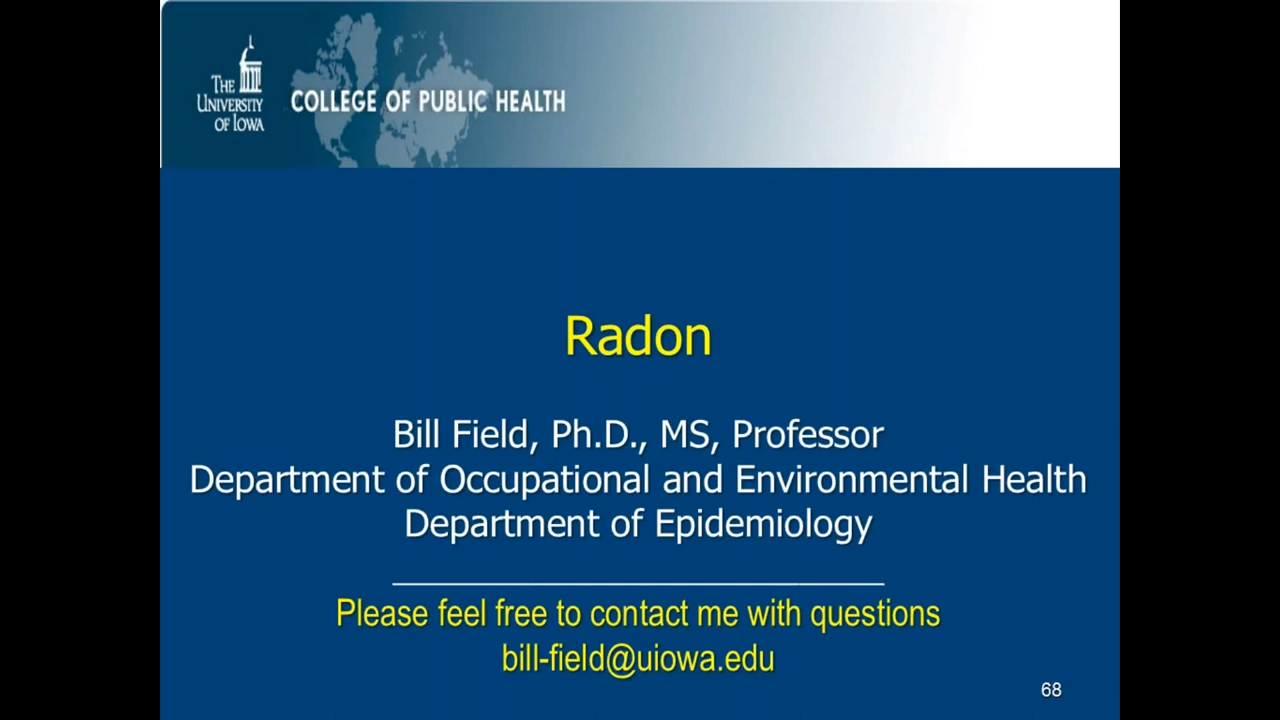 THE
UNIVERSITY
OF IOWA
COLLEGE OF PUBLIC HEALTH
Radon
Bill Field, Ph.D., MS, Professor
Department of Occupational and Environmental Health
Department of Epidemiology
Please feel free to contact me with questions
bill-field@uiowa.edu
68